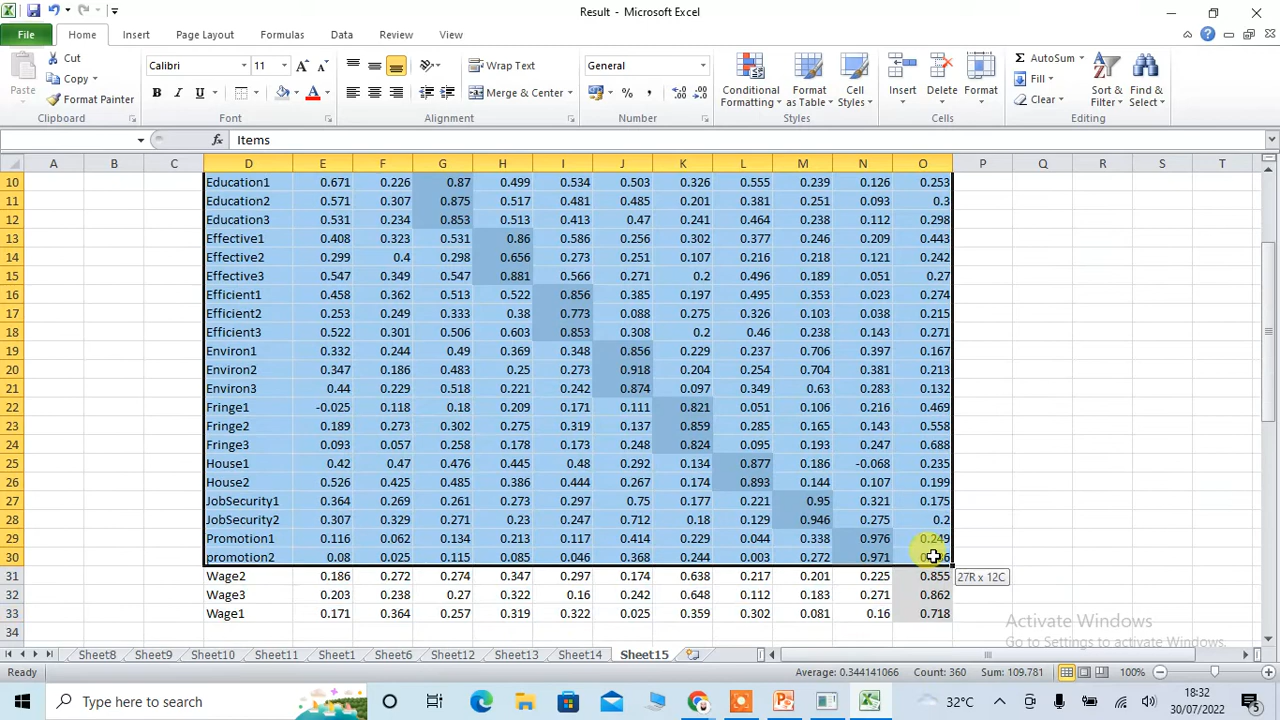 Result - Microsoft Excel
File Home Insert Page Layout Formulas Data Review View
Cut
Copy
Format Painter
Paste
Clipboard
Calibri 11
B I U
Font
Wrap Text
Merge & Center
Alignment
General
Number
Conditional Formatting
Format as Table
Cell Styles
Styles
Insert Delete Format
Cells
AutoSum
Fill
Clear
Sort & Filter
Find & Select
Editing
Items
A B C D E F G H I J K L M N O P Q R S T
10 Education1 0.671 0.226 0.87 0.499 0.534 0.503 0.326 0.555 0.239 0.126 0.253
11 Education2 0.571 0.307 0.875 0.517 0.481 0.485 0.201 0.381 0.251 0.093 0.3
12 Education3 0.531 0.234 0.853 0.513 0.413 0.47 0.241 0.464 0.238 0.112 0.298
13 Effective1 0.408 0.323 0.531 0.86 0.586 0.256 0.302 0.377 0.246 0.209 0.443
14 Effective2 0.299 0.4 0.298 0.656 0.273 0.251 0.107 0.216 0.218 0.121 0.242
15 Effective3 0.547 0.349 0.547 0.881 0.566 0.271 0.2 0.496 0.189 0.051 0.27
16 Efficient1 0.458 0.362 0.513 0.522 0.856 0.385 0.197 0.495 0.353 0.023 0.274
17 Efficient2 0.253 0.249 0.333 0.38 0.773 0.088 0.275 0.326 0.103 0.038 0.215
18 Efficient3 0.522 0.301 0.506 0.603 0.853 0.308 0.2 0.46 0.238 0.143 0.271
19 Environ1 0.332 0.244 0.49 0.369 0.348 0.856 0.229 0.237 0.706 0.397 0.167
20 Environ2 0.347 0.186 0.483 0.25 0.273 0.918 0.204 0.254 0.704 0.381 0.213
21 Environ3 0.44 0.229 0.518 0.221 0.242 0.874 0.097 0.349 0.63 0.283 0.132
22 Fringe1 -0.025 0.118 0.18 0.209 0.171 0.111 0.821 0.051 0.106 0.216 0.469
23 Fringe2 0.189 0.273 0.302 0.275 0.319 0.137 0.859 0.285 0.165 0.143 0.558
24 Fringe3 0.093 0.057 0.258 0.178 0.173 0.248 0.824 0.095 0.193 0.247 0.688
25 House1 0.42 0.47 0.476 0.445 0.48 0.292 0.134 0.877 0.186 -0.068 0.235
26 House2 0.526 0.425 0.485 0.386 0.444 0.267 0.174 0.893 0.144 0.107 0.199
27 JobSecurity1 0.364 0.269 0.261 0.273 0.297 0.75 0.177 0.221 0.95 0.321 0.175
28 JobSecurity2 0.307 0.329 0.271 0.23 0.247 0.712 0.18 0.129 0.946 0.275 0.2
29 Promotion1 0.116 0.062 0.134 0.213 0.117 0.414 0.229 0.044 0.338 0.976 0.249
30 promotion2 0.08 0.025 0.115 0.085 0.046 0.368 0.244 0.003 0.272 0.971
31 Wage2 0.186 0.272 0.274 0.347 0.297 0.174 0.638 0.217 0.201 0.225 0.855
27R x 12C
32 Wage3 0.203 0.238 0.27 0.322 0.16 0.242 0.648 0.112 0.183 0.271 0.862
33 Wage1 0.171 0.364 0.257 0.319 0.322 0.025 0.359 0.302 0.081 0.16 0.718
34
Activate Windows
Go to Settings to activate Windows.
Sheet8 Sheet9 Sheet10 Sheet11 Sheet1 Sheet6 Sheet12 Sheet13 Sheet14 Sheet15
Ready Average: 0.344141066 Count: 360 Sum: 109.781 100%
Type here to search
32°C
18:32
30/07/2022
5